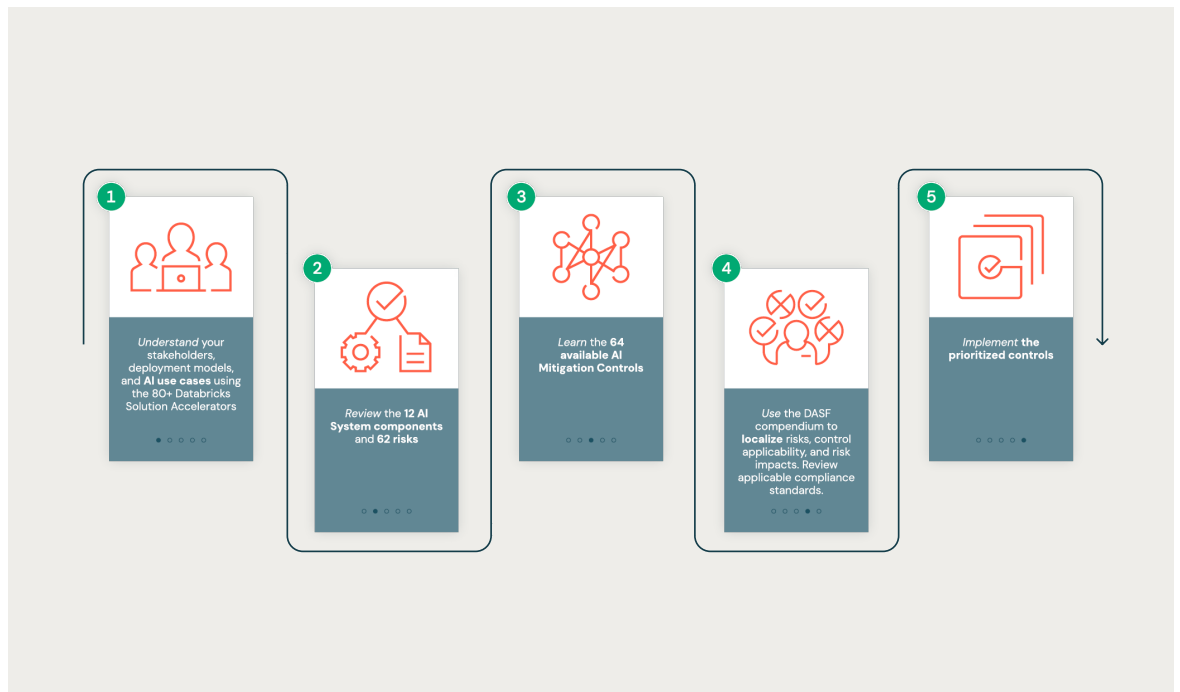 1
Understand your
stakeholders,
deployment models,
and AI use cases using
the 80+ Databricks
Solution Accelerators
2
Review the 12 AI
System components
and 62 risks
3
Learn the 64
available AI
Mitigation Controls
4
Use the DASF
compendium to
localize risks, control
applicability, and risk
impacts. Review
applicable compliance
standards.
5
Implement the
prioritized controls